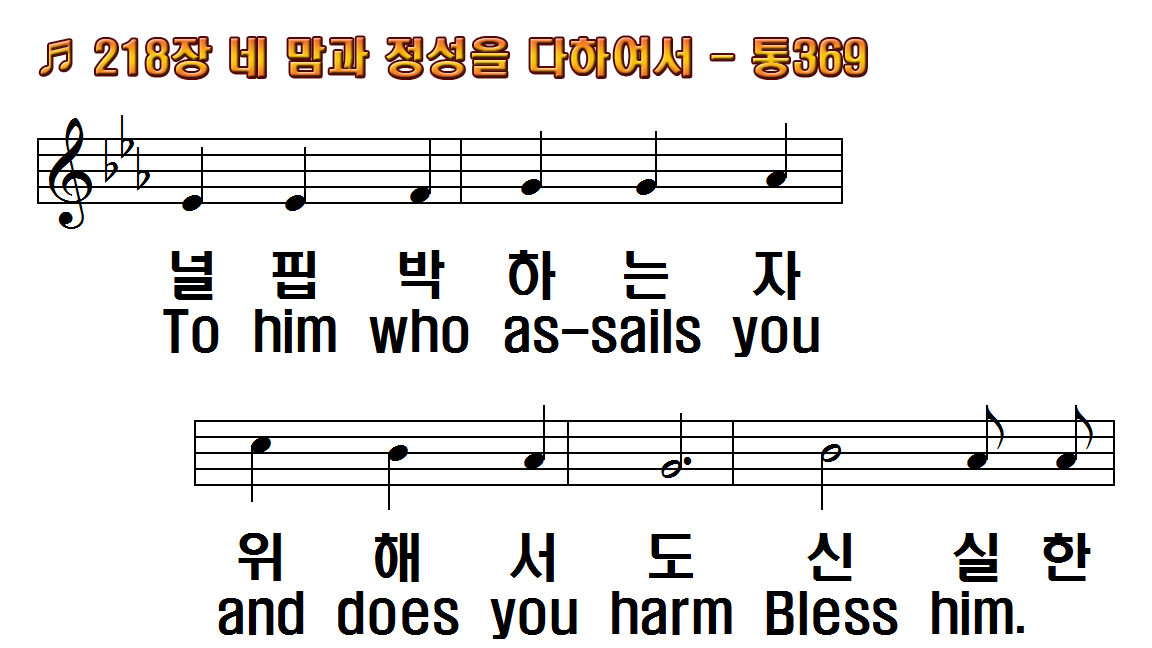 ♬ 218장 네 맘과 정성을 다하여서 - 통369
널 핍 박 하 는 자
To him who as-sails you
위 해 서 도 신 실 한
and does you harm Bless him.